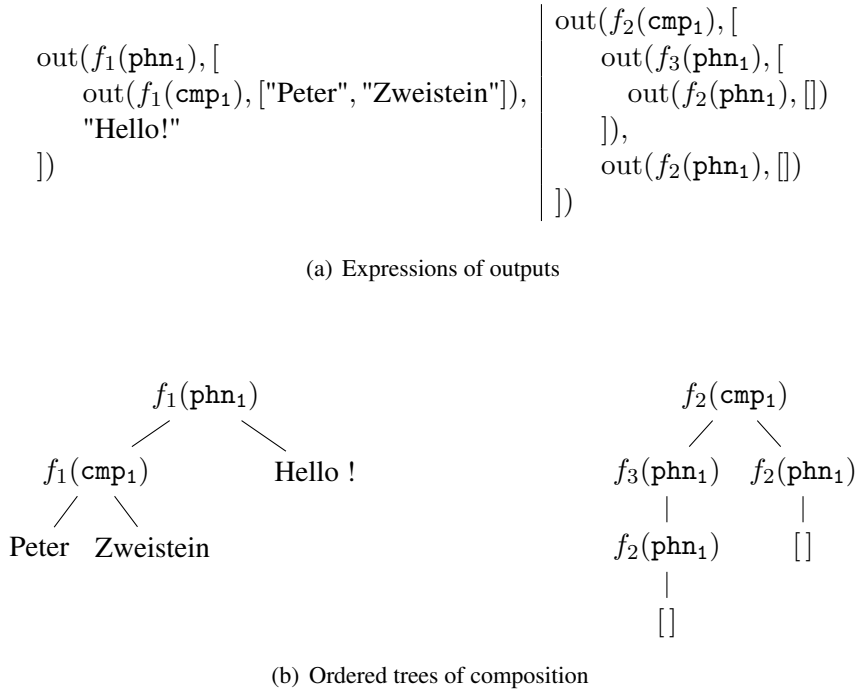 out(f₁(phn₁), [
out(f₁(cmp₁), ["Peter", "Zweistein"]),
"Hello!"
])
out(f₂(cmp₁), [
out(f₃(phn₁), [
out(f₂(phn₁), [])
]),
out(f₂(phn₁), [])
])
(a) Expressions of outputs
f₁(phn₁)
f₁(cmp₁) Hello !
Peter Zweistein
f₂(cmp₁)
f₃(phn₁) f₂(phn₁)
f₂(phn₁) []
[]
(b) Ordered trees of composition